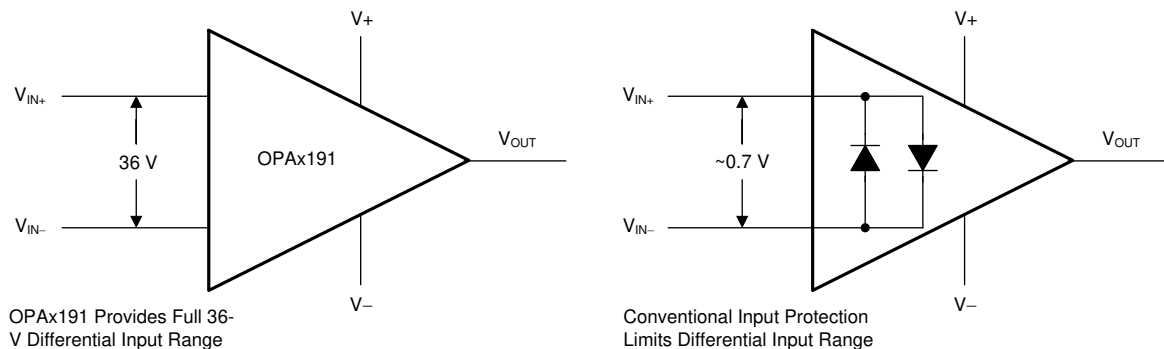 V+
V+
VIN+
VIN+
VOUT
VOUT
36 V
OPAx191
~0.7 V
VIN−
VIN−
V−
V−
OPAx191 Provides Full 36-
V Differential Input Range
Conventional Input Protection
Limits Differential Input Range